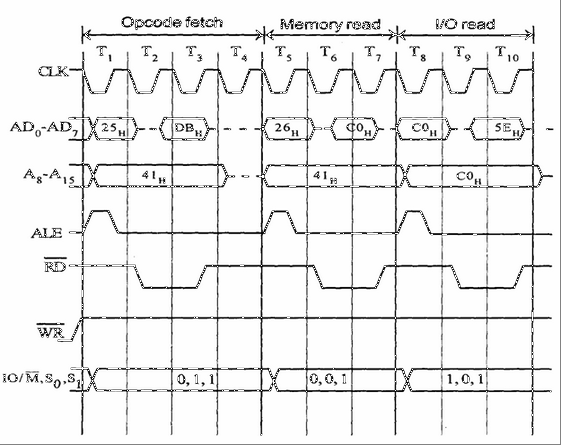 Opcode fetch Memory read I/O read
T1 T2 T3 T4 T5 T6 T7 T8 T9 T10
CLK
AD0-AD7 25H DBH 26H C0H C0H 5EH
A8-A15 41H 41H C0H
ALE
RD
WR
IO/M, S0, S1 0, 1, 1 0, 0, 1 1, 0, 1